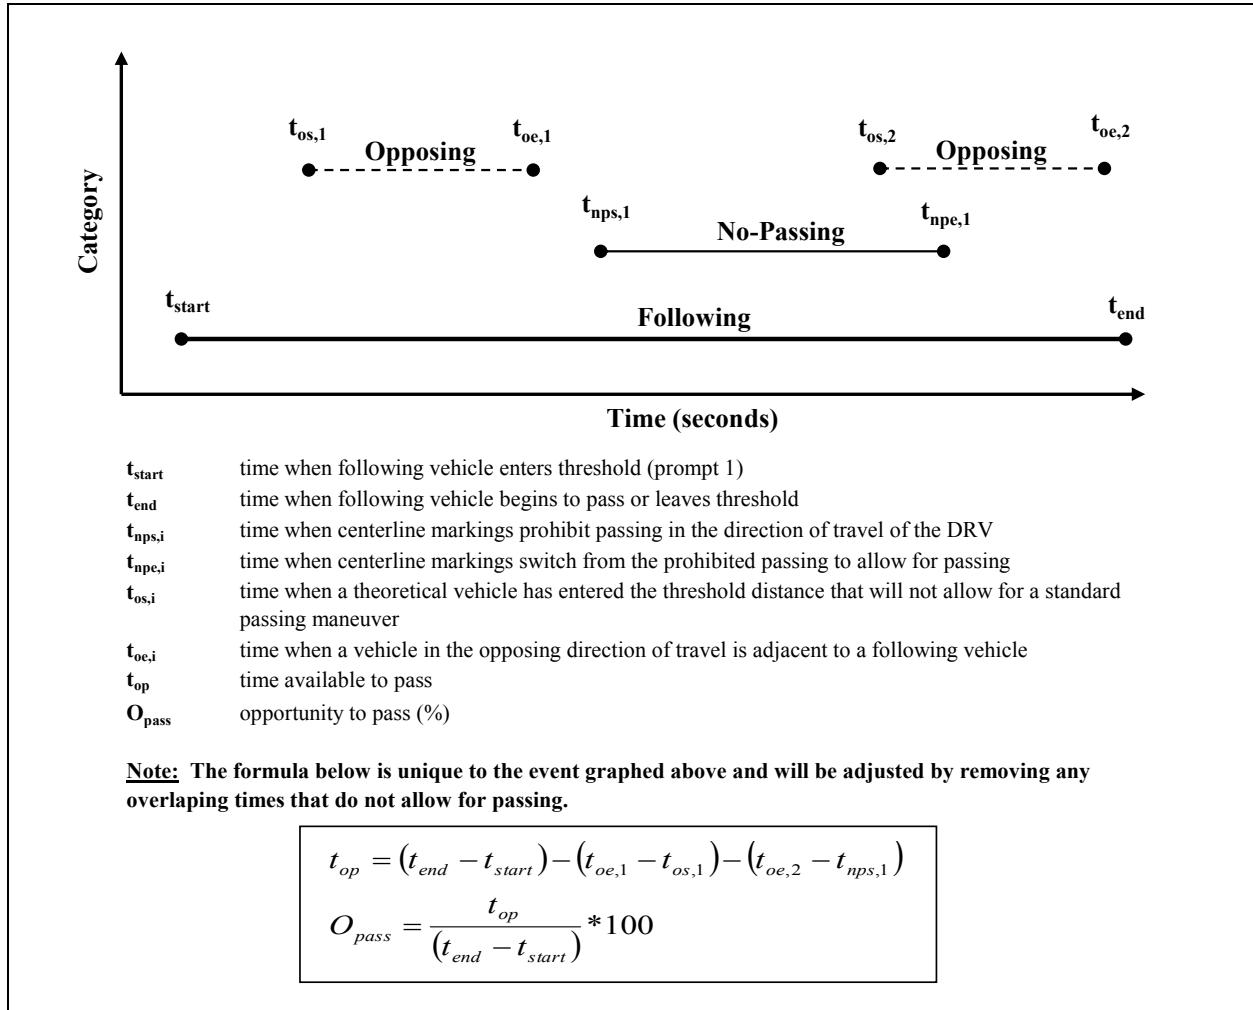 t_os,1
t_oe,1
Opposing
t_os,2
t_oe,2
Opposing
t_nps,1
t_npe,1
No-Passing
Category
t_start
t_end
Following
Time (seconds)
t_start time when following vehicle enters threshold (prompt 1)
t_end time when following vehicle begins to pass or leaves threshold
t_nps,i time when centerline markings prohibit passing in the direction of travel of the DRV
t_npe,i time when centerline markings switch from the prohibited passing to allow for passing
t_os,i time when a theoretical vehicle has entered the threshold distance that will not allow for a standard
passing maneuver
t_oe,i time when a vehicle in the opposing direction of travel is adjacent to a following vehicle
t_op time available to pass
O_pass opportunity to pass (%)
Note: The formula below is unique to the event graphed above and will be adjusted by removing any
overlaping times that do not allow for passing.
t_op = (t_end − t_start) − (t_oe,1 − t_os,1) − (t_oe,2 − t_nps,1)
O_pass = t_op / (t_end − t_start) *100